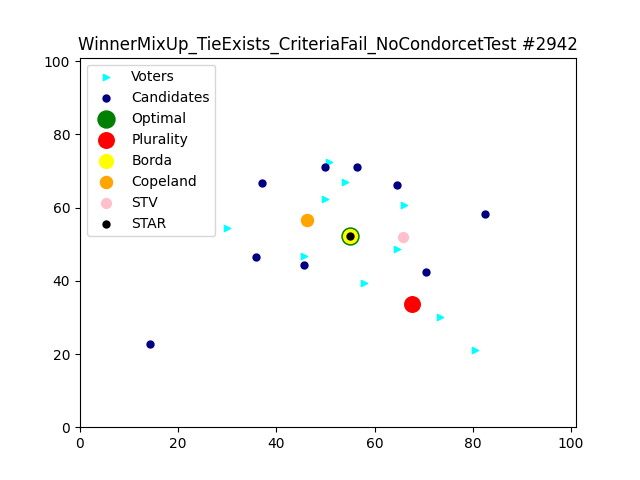 WinnerMixUp_TieExists_CriteriaFail_NoCondorcetTest #2942
Voters
Candidates
Optimal
Plurality
Borda
Copeland
STV
STAR
100
80
60
40
20
0
0 20 40 60 80 100